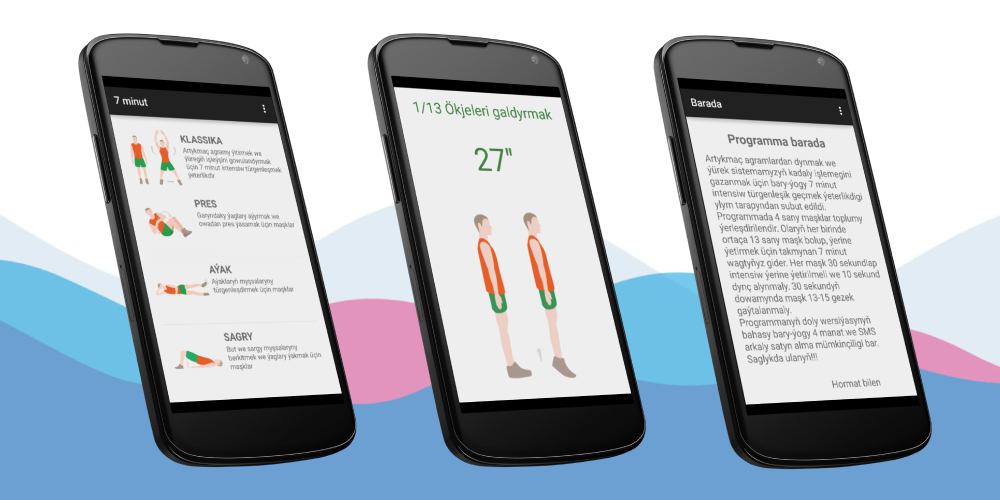 7 minut
KLASSIKA
Artykmaç agramy ýitirmek we
ýüregiň işleýşini gowulandyrmak
üçin 7 minut intensiw türgenleşmek
ýeterlikdir
PRES
Garyndaky ýaglary aýyrmak we
owadan pres ýasamak üçin maşklar
AÝAK
Aýaklaryň myşsalaryny
türgenleşdirmek üçin maşklar
SAGRY
But we sargy myşsalaryny
berkitmek we ýaglary ýakmak üçin
maşklar
1/13 Ökjeleri galdyrmak
27"
Barada
Programma barada
Artykmaç agramlardan dynmak we
ýürek sistemamyzyň kadaly işlemegini
gazanmak üçin bary-ýogy 7 minut
intensiw türgenleşik geçmek ýeterlikdigi
ylym tarapyndan subut edildi.
Programmada 4 sany maşklar toplumy
ýerleşdirilendir. Olaryň her birinde
ortaça 13 sany maşk bolup, ýerine
ýetirmek üçin takmynan 7 minut
wagtyňyz gider. Her maşk 30 sekundlap
intensiw ýerine ýetirilmeli we 10 sekund
dynç alynmaly. 30 sekundyň
dowamynda maşk 13-15 gezek
gaýtalanmaly.
Programmanyň doly wersiýasynyň
bahasy bary-ýogy 4 manat we SMS
arkaly satyn alma mümkinçiligi bar.
Saglykda ulanyň!!!
Hormat bilen